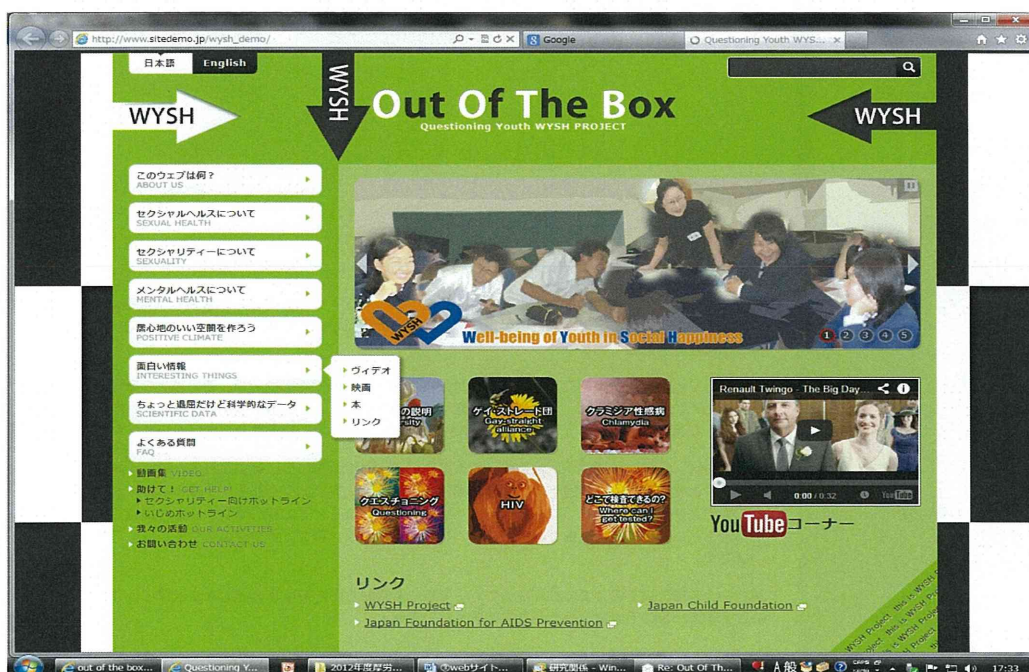 http://www.sitedemo.jp/wysh_demo/
Google
Questioning Youth WYS...
日本語
English
WYSH
WYSH
Out Of The Box
Questioning Youth WYSH PROJECT
WYSH
このウェブは何？
ABOUT US
セクシャルヘルスについて
SEXUAL HEALTH
セクシャリティーについて
SEXUALITY
メンタルヘルスについて
MENTAL HEALTH
居心地のいい空間を作ろう
POSITIVE CLIMATE
面白い情報
INTERESTING THINGS
ヴィデオ
映画
本
リンク
ちょっと退屈だけど科学的なデータ
SCIENTIFIC DATA
よくある質問
FAQ
動画集 VIDEO
助けて！ GET HELP!
セクシャリティー向けホットライン
いじめホットライン
我々の活動 OUR ACTIVITIES
お問い合わせ CONTACT US
WYSH
Well-being of Youth in Social Happiness
1 2 3 4 5
の説明
rsity
ゲイ・ストレート団
Gay-straight
alliance
クラミジア性感病
Chlamydia
クエスチョニング
Questioning
HIV
どこで検査できるの?
Where can I
get tested?
Renault Twingo - The Big Day...
0:00 / 0:32
YouTube
YouTubeコーナー
リンク
WYSH Project
Japan Child Foundation
Japan Foundation for AIDS Prevention
out of the box...
Questioning Y...
2012年度厚労...
①webサイト...
研究関係 - Win...
Re: Out Of Th...
A 般
17:33